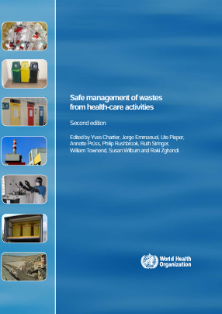 Safe management of wastes
from health-care activities
Second edition
Edited by Yves Chartier, Jorge Emmanuel, Ute Pieper,
Annette Prüss, Philip Rushbrook, Ruth Stringer,
William Townend, Susan Wilburn and Raki Zghondi
World Health
Organization